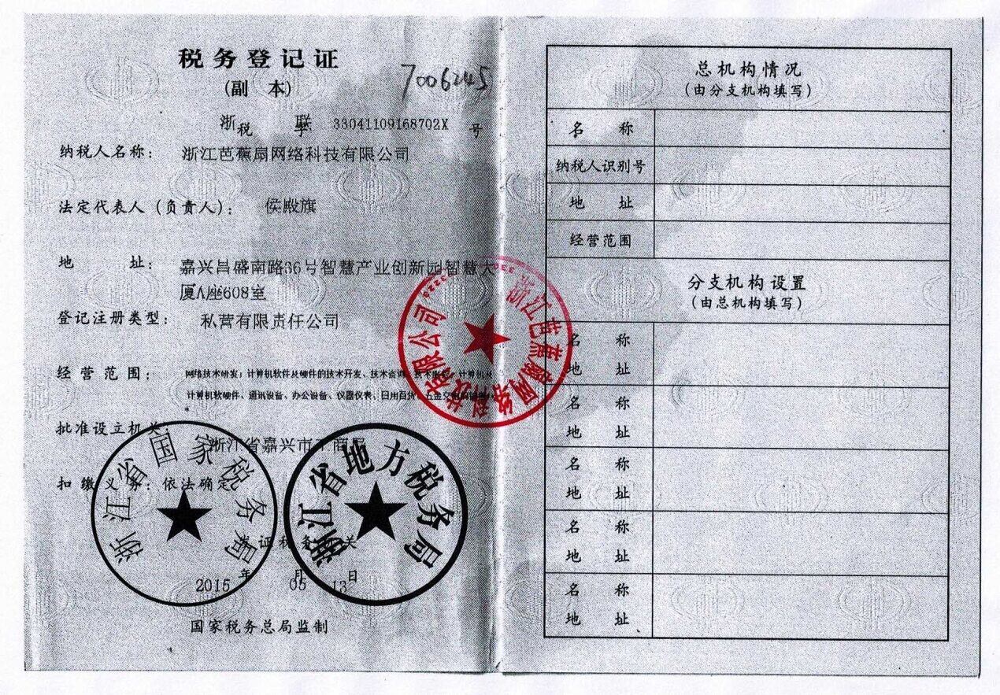 税务登记证
(副 本)
7006245
浙税 联字 33041109168702X 号
纳税人名称： 浙江芭蕉扇网络科技有限公司
法定代表人（负责人）： 侯殿旗
地 址： 嘉兴昌盛南路36号智慧产业创新园智慧大
厦A座608室
登记注册类型： 私营有限责任公司
经营范围： 网络技术研发；计算机软件及硬件的技术开发、技术咨询、技术服务；计算机及
计算机软硬件、通讯设备、办公设备、仪器仪表、日用百货、五金交电
*
批准设立机关 浙江省嘉兴市工商局
扣缴义务：依法确定
发证税务机关
2015 年 05 月 13 日
国家税务总局监制
浙江省国家税务局
浙江省地方税务局
浙江芭蕉扇网络科技有限公司
总机构情况
(由分支机构填写)
名 称
纳税人识别号
地 址
经营范围
分支机构设置
(由总机构填写)
名 称
地 址
名 称
地 址
名 称
地 址
名 称
地 址
名 称
地 址